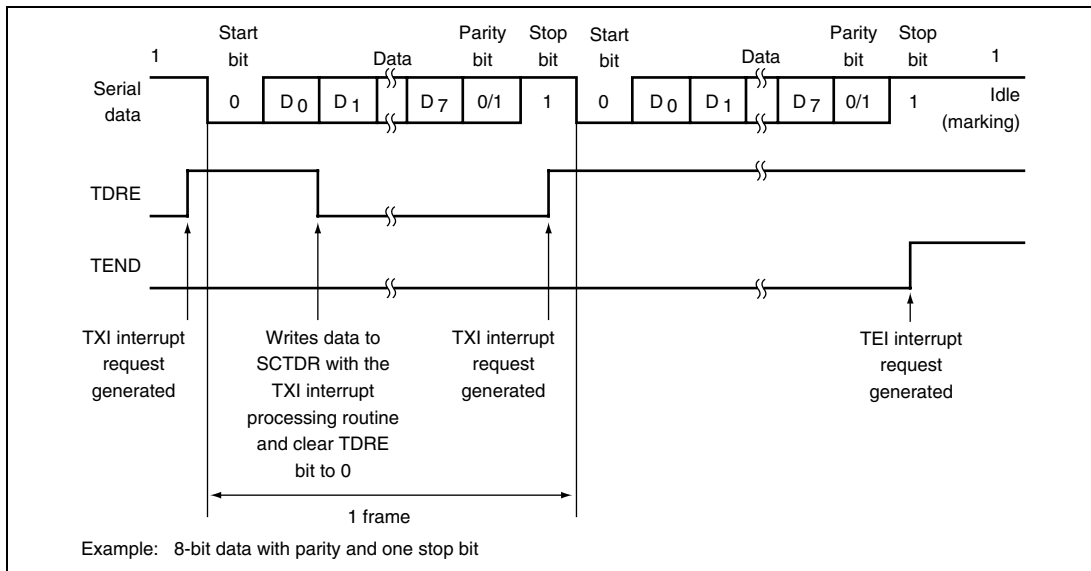 Start bit
Parity bit
Stop bit
Start bit
Parity bit
Stop bit
1
Data
Data
1
Serial data
0
D0
D1
D7
0/1
1
0
D0
D1
D7
0/1
1
Idle (marking)
TDRE
TEND
TXI interrupt
request
generated
Writes data to
SCTDR with the
TXI interrupt
processing routine
and clear TDRE
bit to 0
TXI interrupt
request
generated
TEI interrupt
request
generated
1 frame
Example: 8-bit data with parity and one stop bit